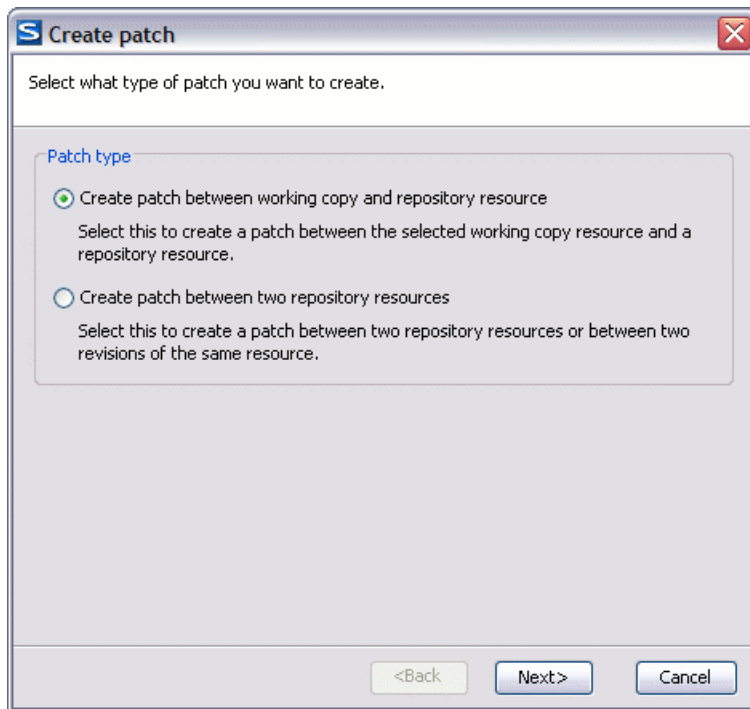 S Create patch
Select what type of patch you want to create.
Patch type
Create patch between working copy and repository resource
Select this to create a patch between the selected working copy resource and a
repository resource.
Create patch between two repository resources
Select this to create a patch between two repository resources or between two
revisions of the same resource.
<Back Next> Cancel